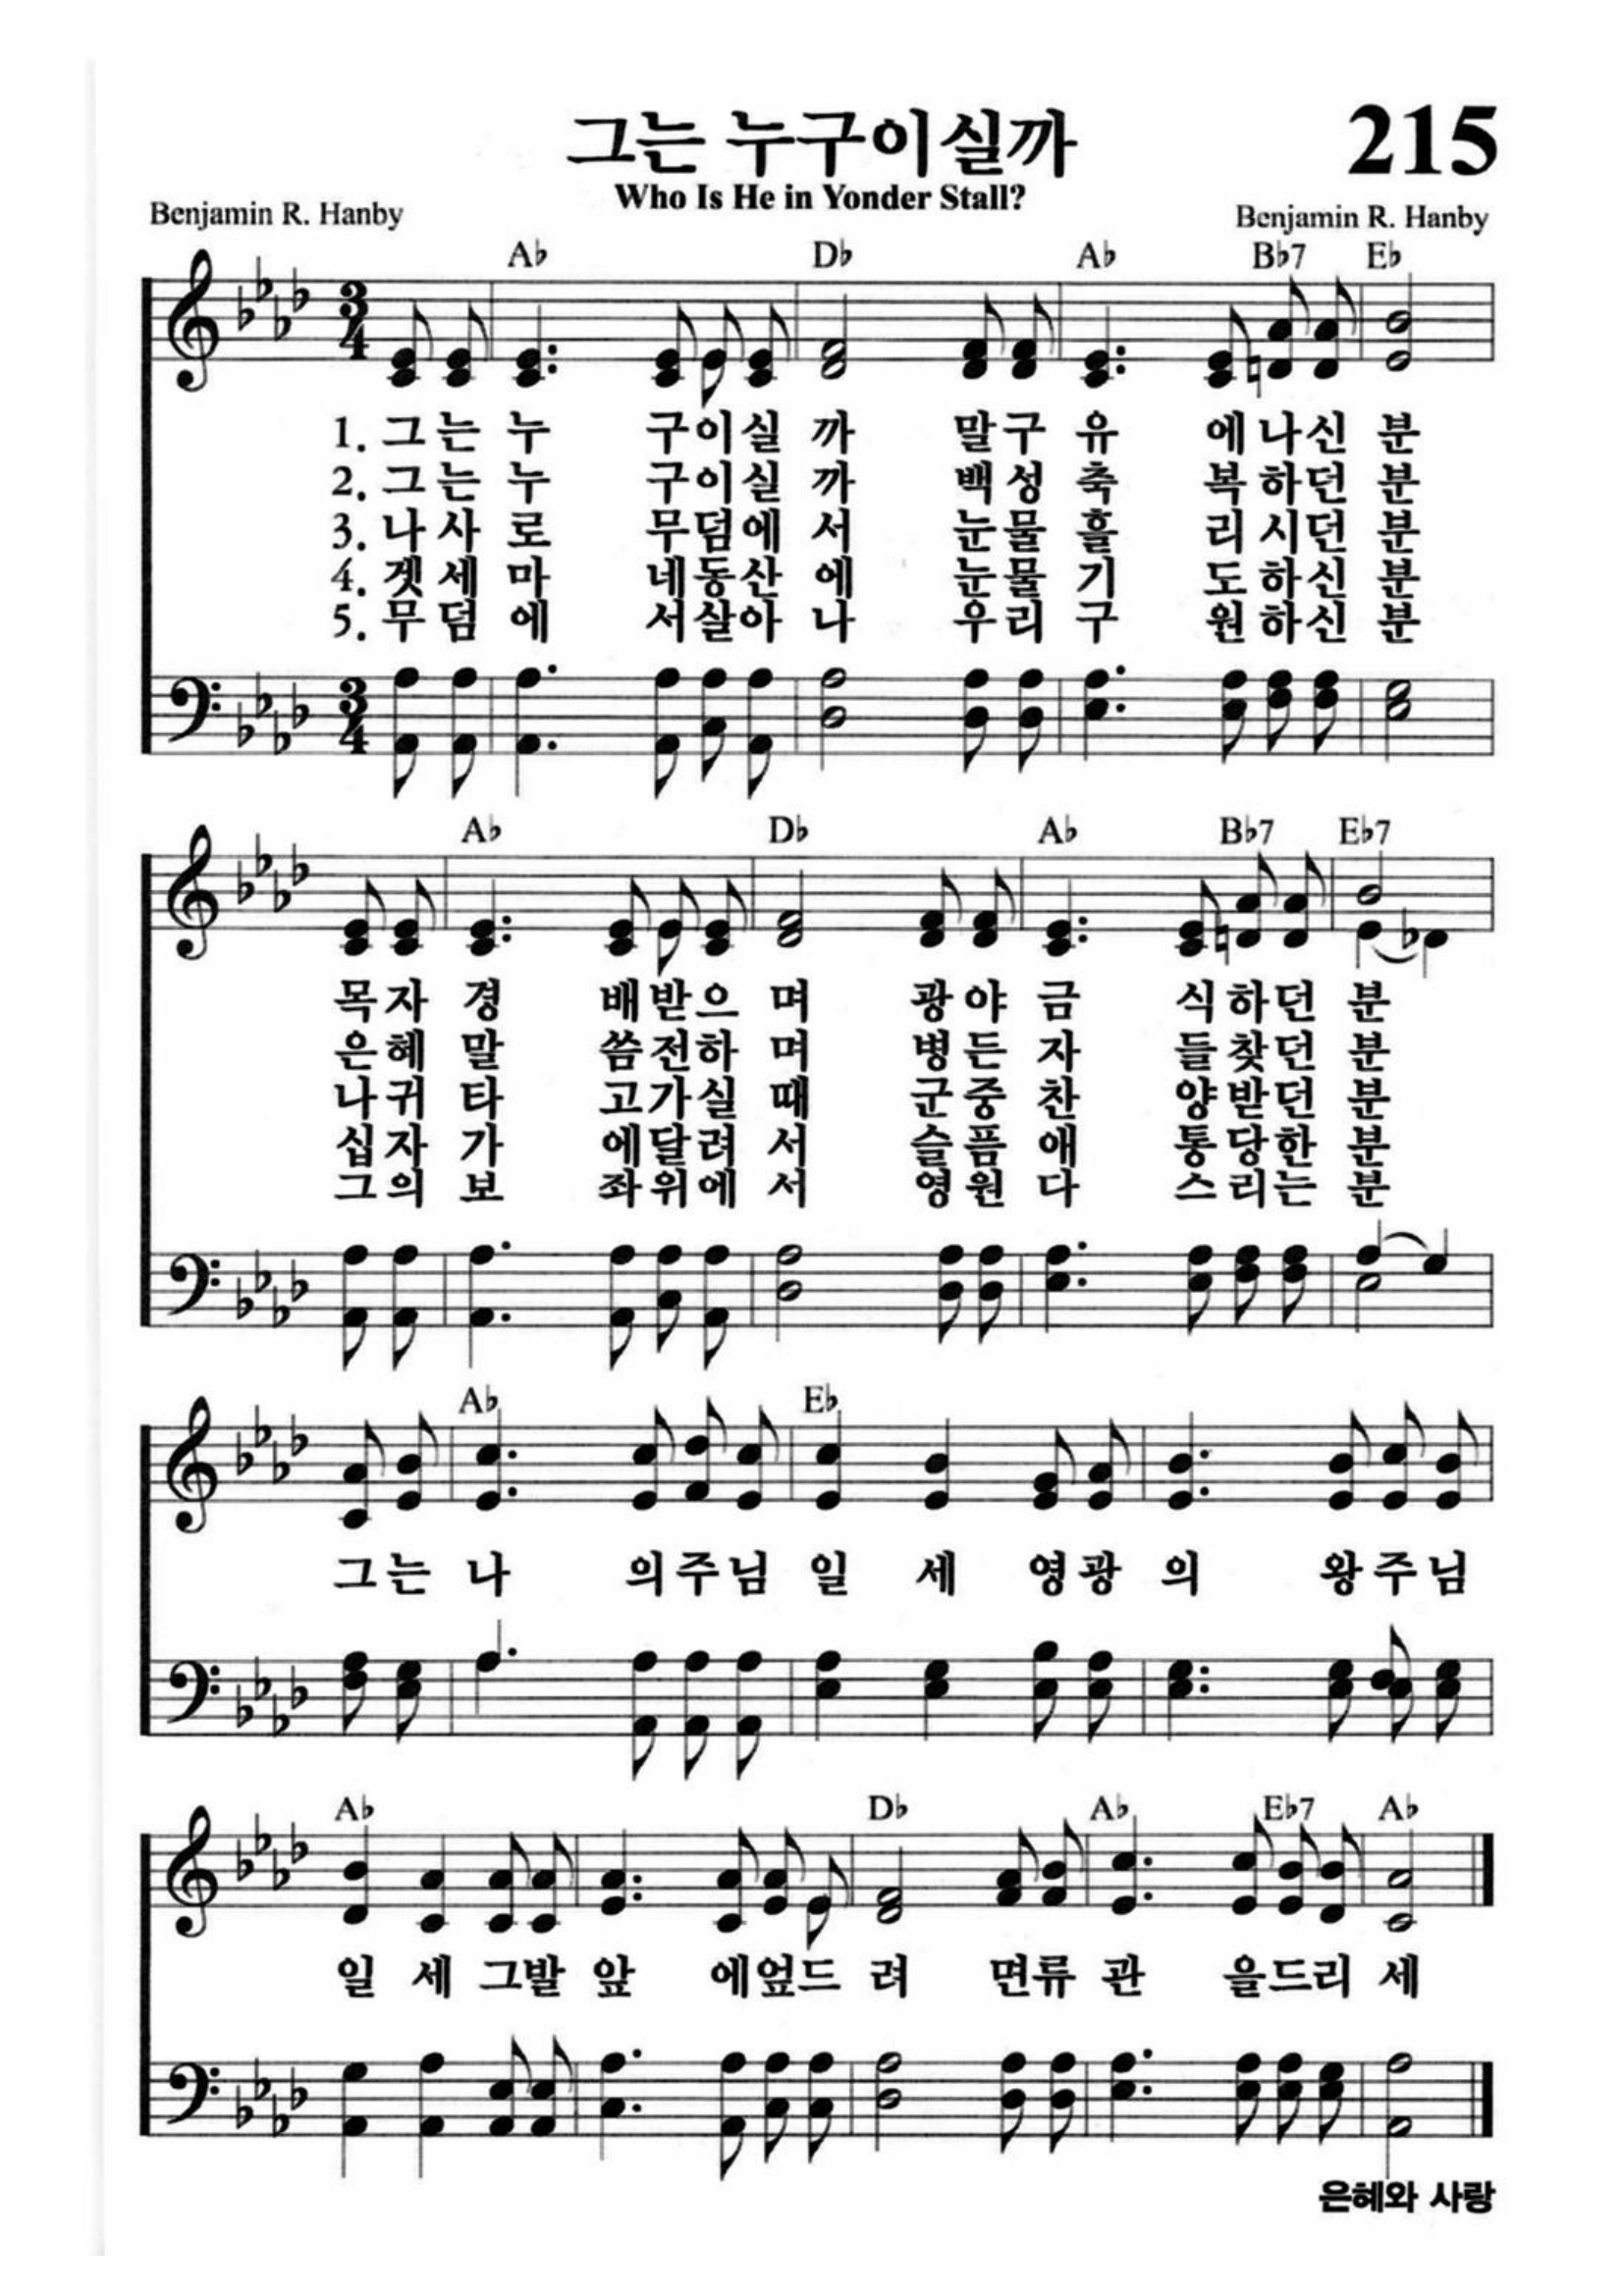 그는 누구이실까
215
Who Is He in Yonder Stall?
Benjamin R. Hanby
Benjamin R. Hanby
A♭ D♭ A♭ B♭7 E♭
1. 그는 누 구이실 까 말구 유 에나신 분
2. 그는 누 구이실 까 백성 축 복하던 분
3. 나사 로 무덤에 서 눈물 흘 리시던 분
4. 겟세 마 네동산 에 눈물 기 도하신 분
5. 무덤 에 서살아 나 우리 구 원하신 분
A♭ D♭ A♭ B♭7 E♭7
목자 경 배받으 며 광야 금 식하던 분
은혜 말 씀전하 며 병든 자 들찾던 분
나귀 타 고가실 때 군중 찬 양받던 분
십자 가 에달려 서 슬픔 애 통당한 분
그의 보 좌위에 서 영원 다 스리는 분
A♭ E♭
그는 나 의주님 일 세 영광 의 왕주님
A♭ D♭ A♭ E♭7 A♭
일 세 그발 앞 에엎드 려 면류 관 을드리 세
은혜와 사랑